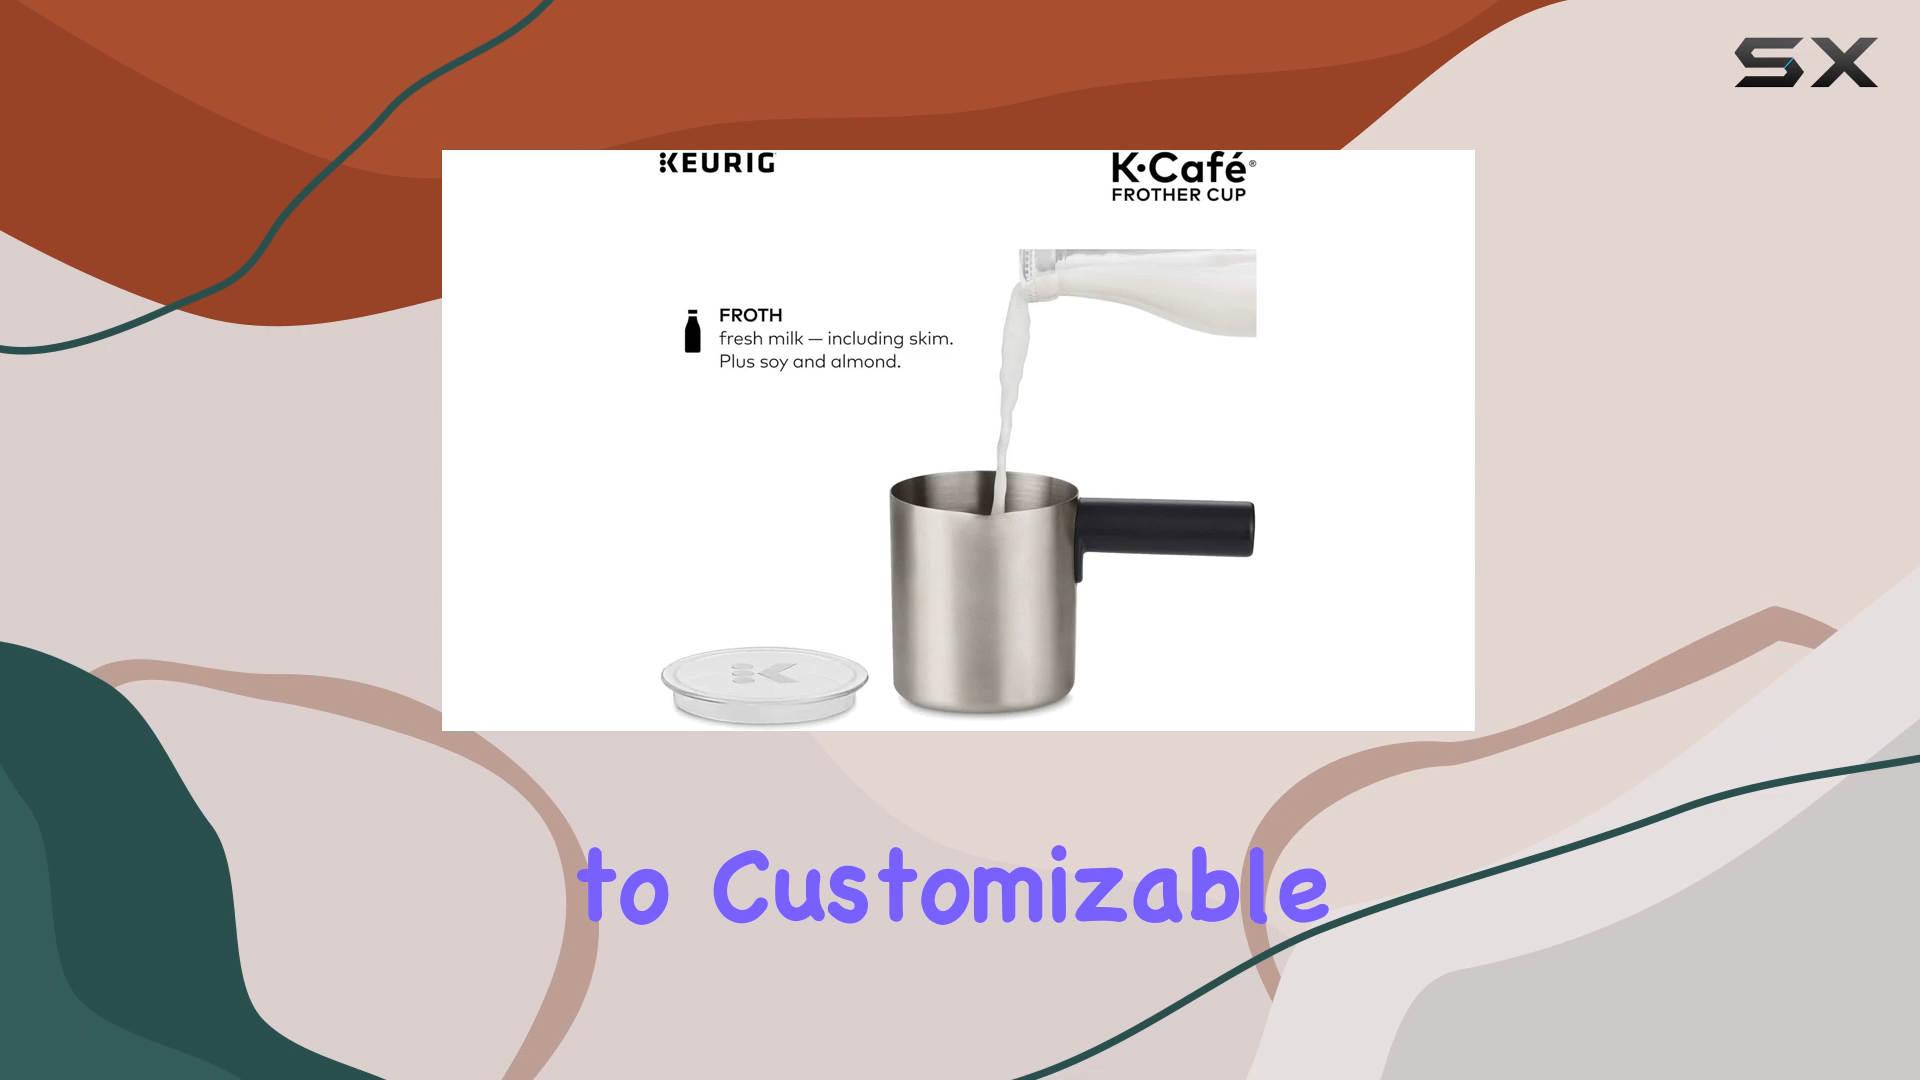 SX
KEURIG
K•Café®
FROTHER CUP
FROTH
fresh milk — including skim.
Plus soy and almond.
to Customizable